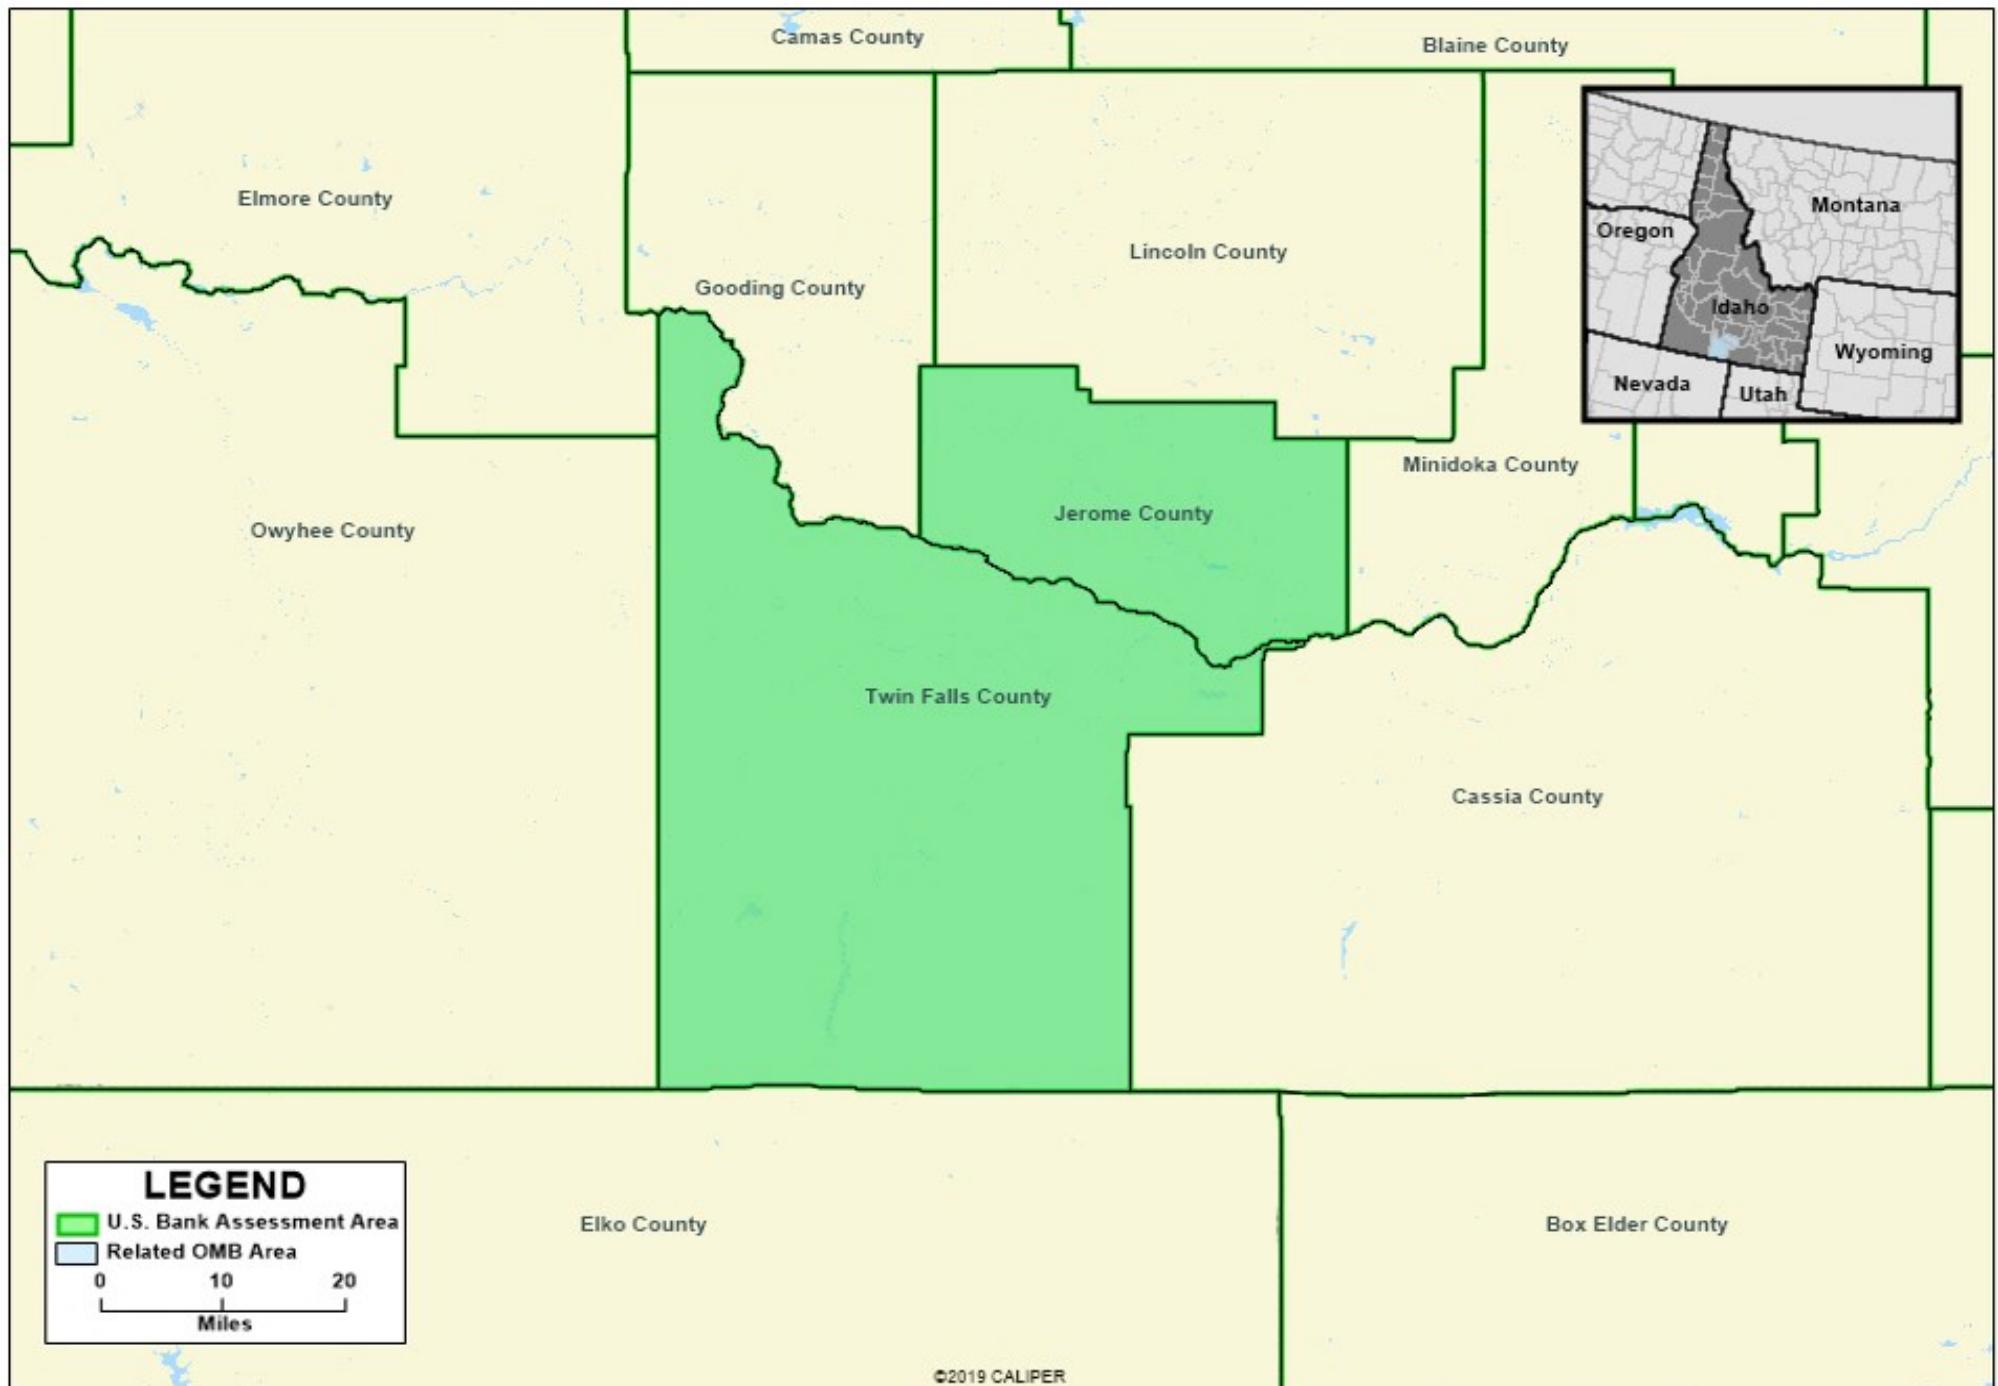 Camas County
Blaine County
Elmore County
Montana
Oregon
Lincoln County
Gooding County
Idaho
Wyoming
Nevada
Utah
Minidoka County
Jerome County
Owyhee County
Twin Falls County
Cassia County
LEGEND
U.S. Bank Assessment Area
Related OMB Area
0 10 20
Miles
Elko County
Box Elder County
©2019 CALIPER